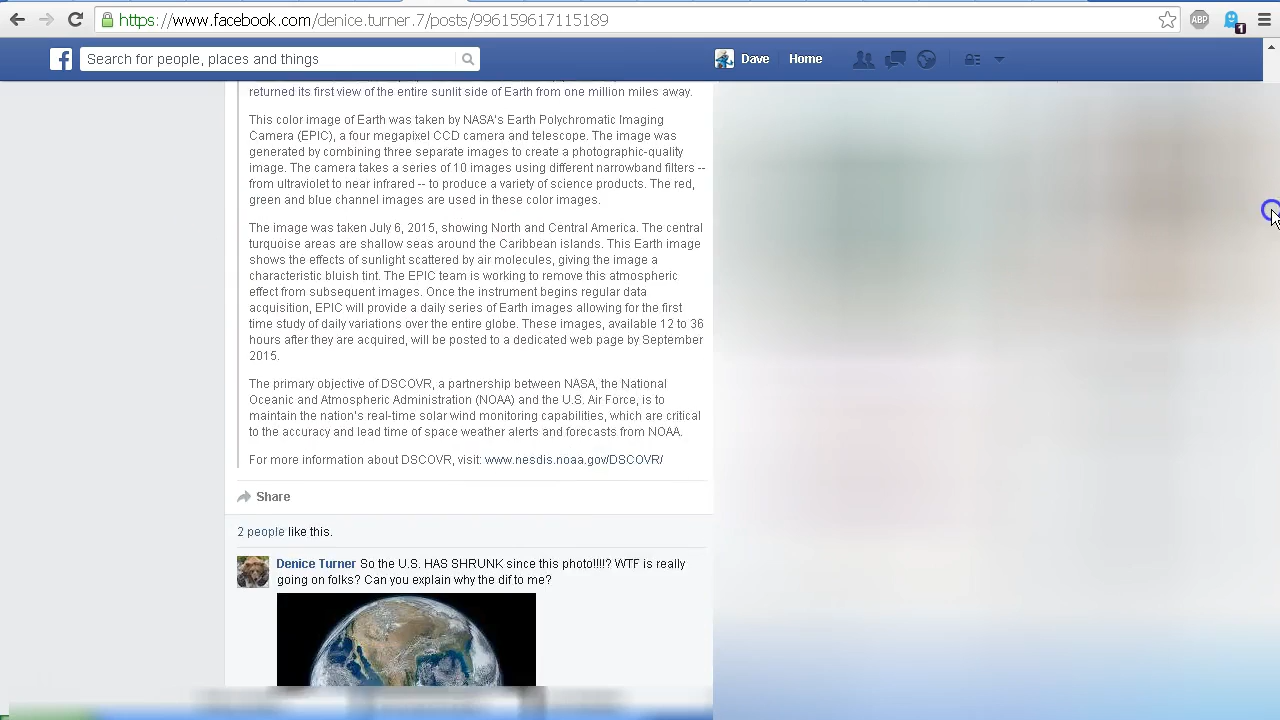 https://www.facebook.com/denice.turner.7/posts/996159617115189
ABP
1
Search for people, places and things
Dave
Home
returned its first view of the entire sunlit side of Earth from one million miles away.
This color image of Earth was taken by NASA's Earth Polychromatic Imaging
Camera (EPIC), a four megapixel CCD camera and telescope. The image was
generated by combining three separate images to create a photographic-quality
image. The camera takes a series of 10 images using different narrowband filters --
from ultraviolet to near infrared -- to produce a variety of science products. The red,
green and blue channel images are used in these color images.
The image was taken July 6, 2015, showing North and Central America. The central
turquoise areas are shallow seas around the Caribbean islands. This Earth image
shows the effects of sunlight scattered by air molecules, giving the image a
characteristic bluish tint. The EPIC team is working to remove this atmospheric
effect from subsequent images. Once the instrument begins regular data
acquisition, EPIC will provide a daily series of Earth images allowing for the first
time study of daily variations over the entire globe. These images, available 12 to 36
hours after they are acquired, will be posted to a dedicated web page by September
2015.
The primary objective of DSCOVR, a partnership between NASA, the National
Oceanic and Atmospheric Administration (NOAA) and the U.S. Air Force, is to
maintain the nation's real-time solar wind monitoring capabilities, which are critical
to the accuracy and lead time of space weather alerts and forecasts from NOAA.
For more information about DSCOVR, visit: www.nesdis.noaa.gov/DSCOVR/
Share
2 people like this.
Denice Turner So the U.S. HAS SHRUNK since this photo!!!!? WTF is really
going on folks? Can you explain why the dif to me?